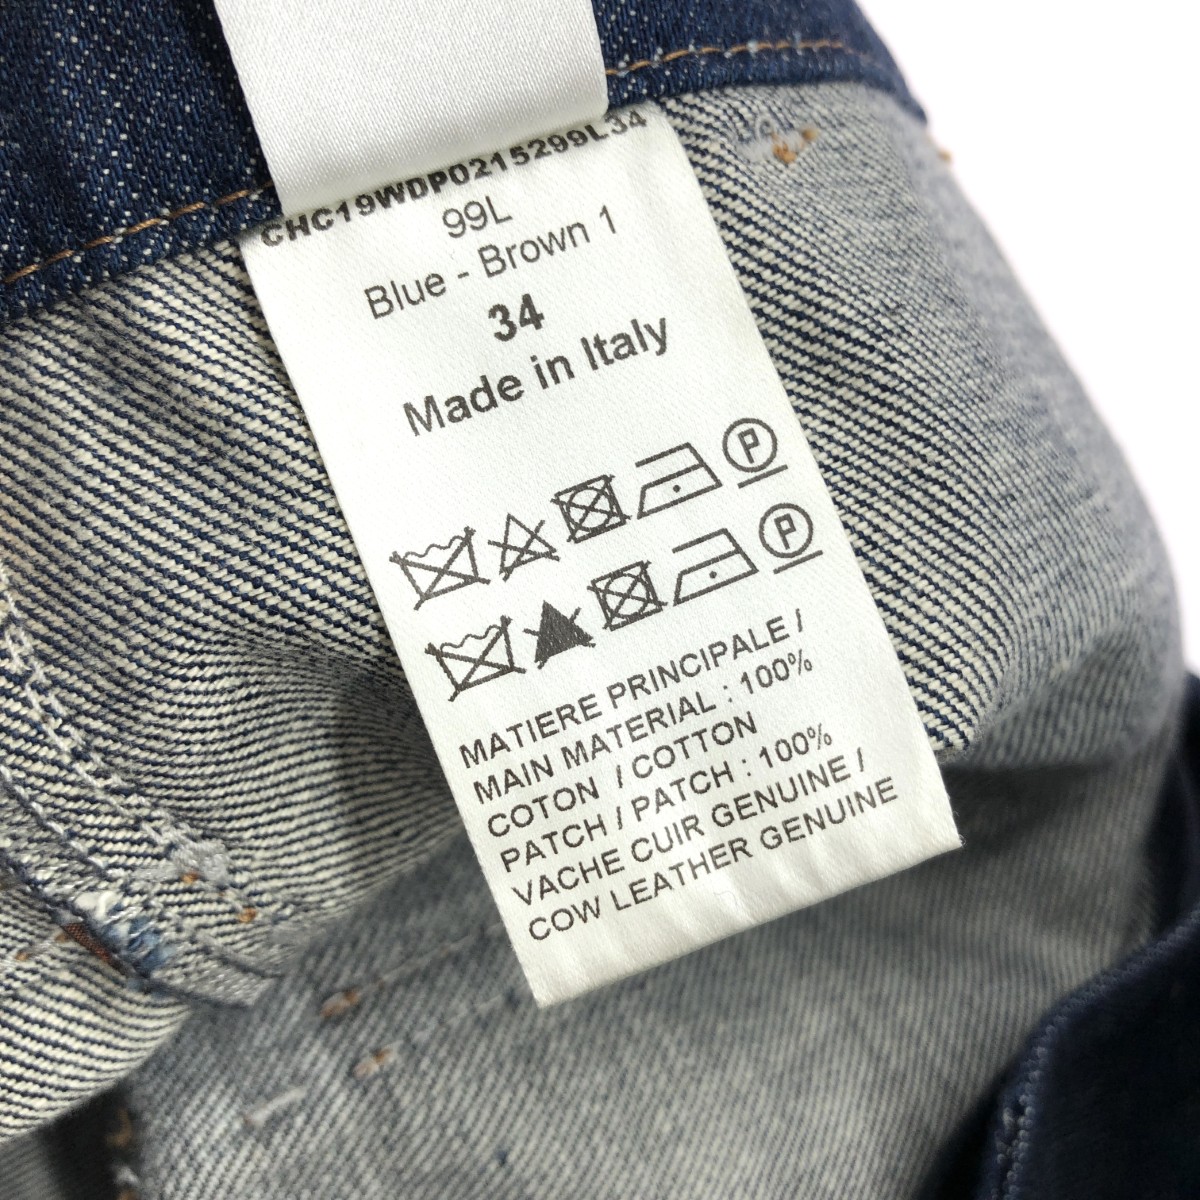 CHC19WDP0215299L34
99L
Blue - Brown 1
34
Made in Italy
P
P
MATIERE PRINCIPALE /
MAIN MATERIAL : 100%
COTON / COTTON
PATCH / PATCH : 100%
VACHE CUIR GENUINE /
COW LEATHER GENUINE